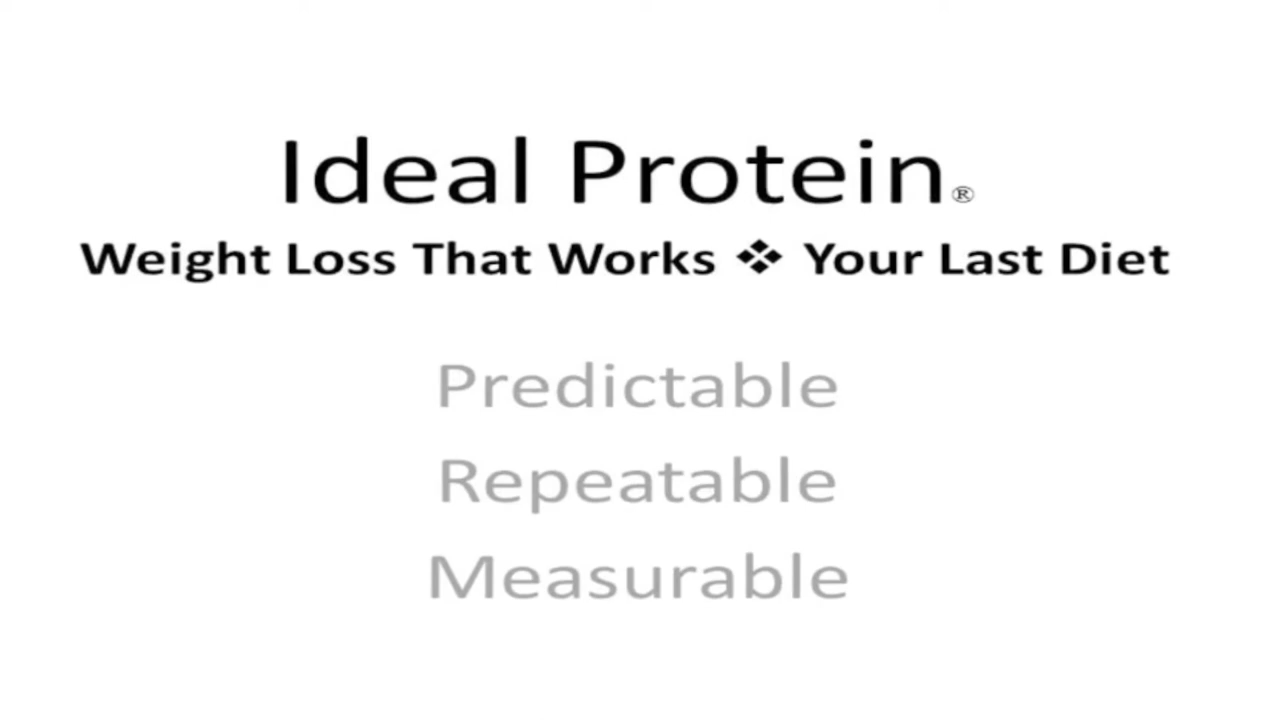 Ideal Protein®
Weight Loss That Works ❖ Your Last Diet
Predictable
Repeatable
Measurable